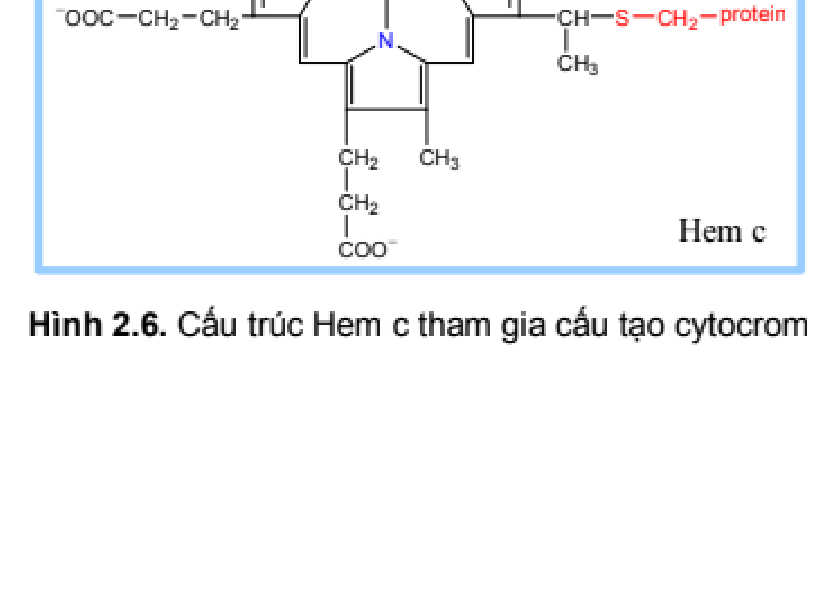 ⁻OOC—CH₂—CH₂ CH—S—CH₂—protein
N
CH₃
CH₂ CH₃
CH₂
COO⁻
Hem c
Hình 2.6. Cấu trúc Hem c tham gia cấu tạo cytocrom